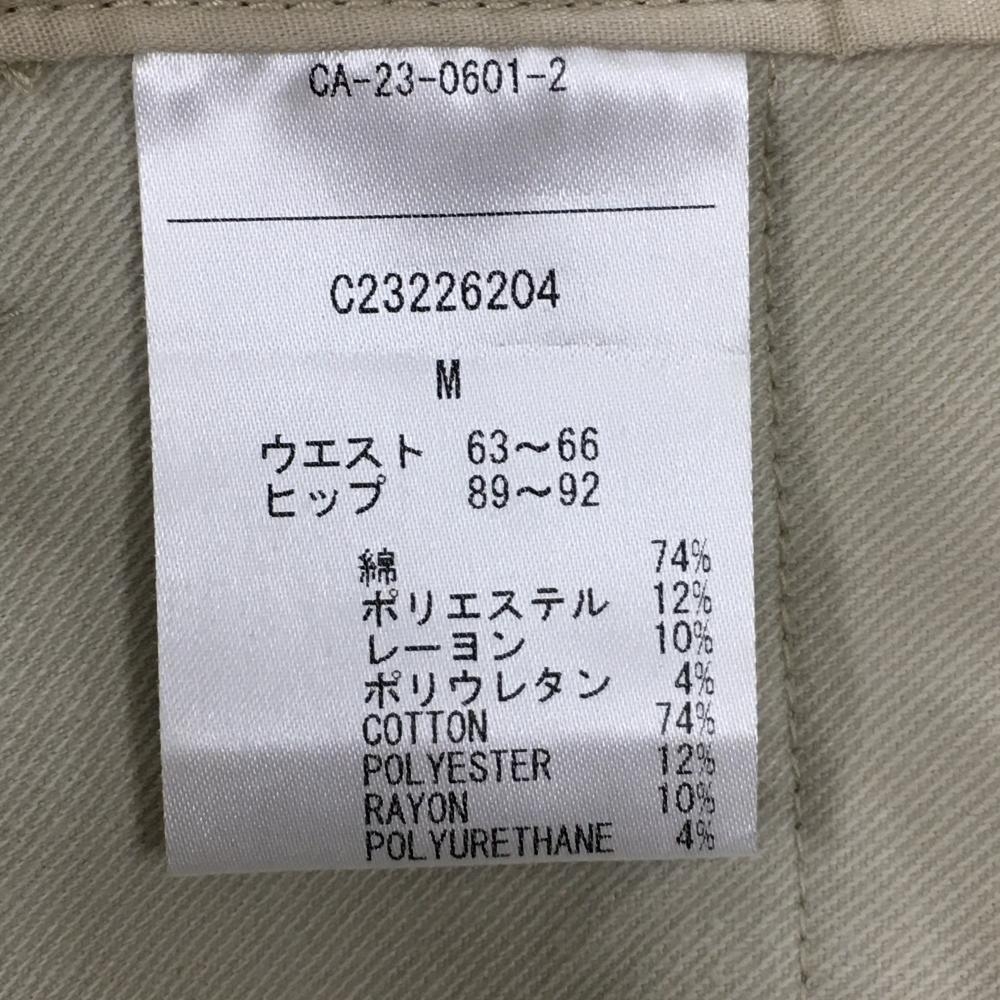 CA-23-0601-2
C23226204
M
ウエスト 63～66
ヒップ 89～92
綿 74%
ポリエステル 12%
レーヨン 10%
ポリウレタン 4%
COTTON 74%
POLYESTER 12%
RAYON 10%
POLYURETHANE 4%